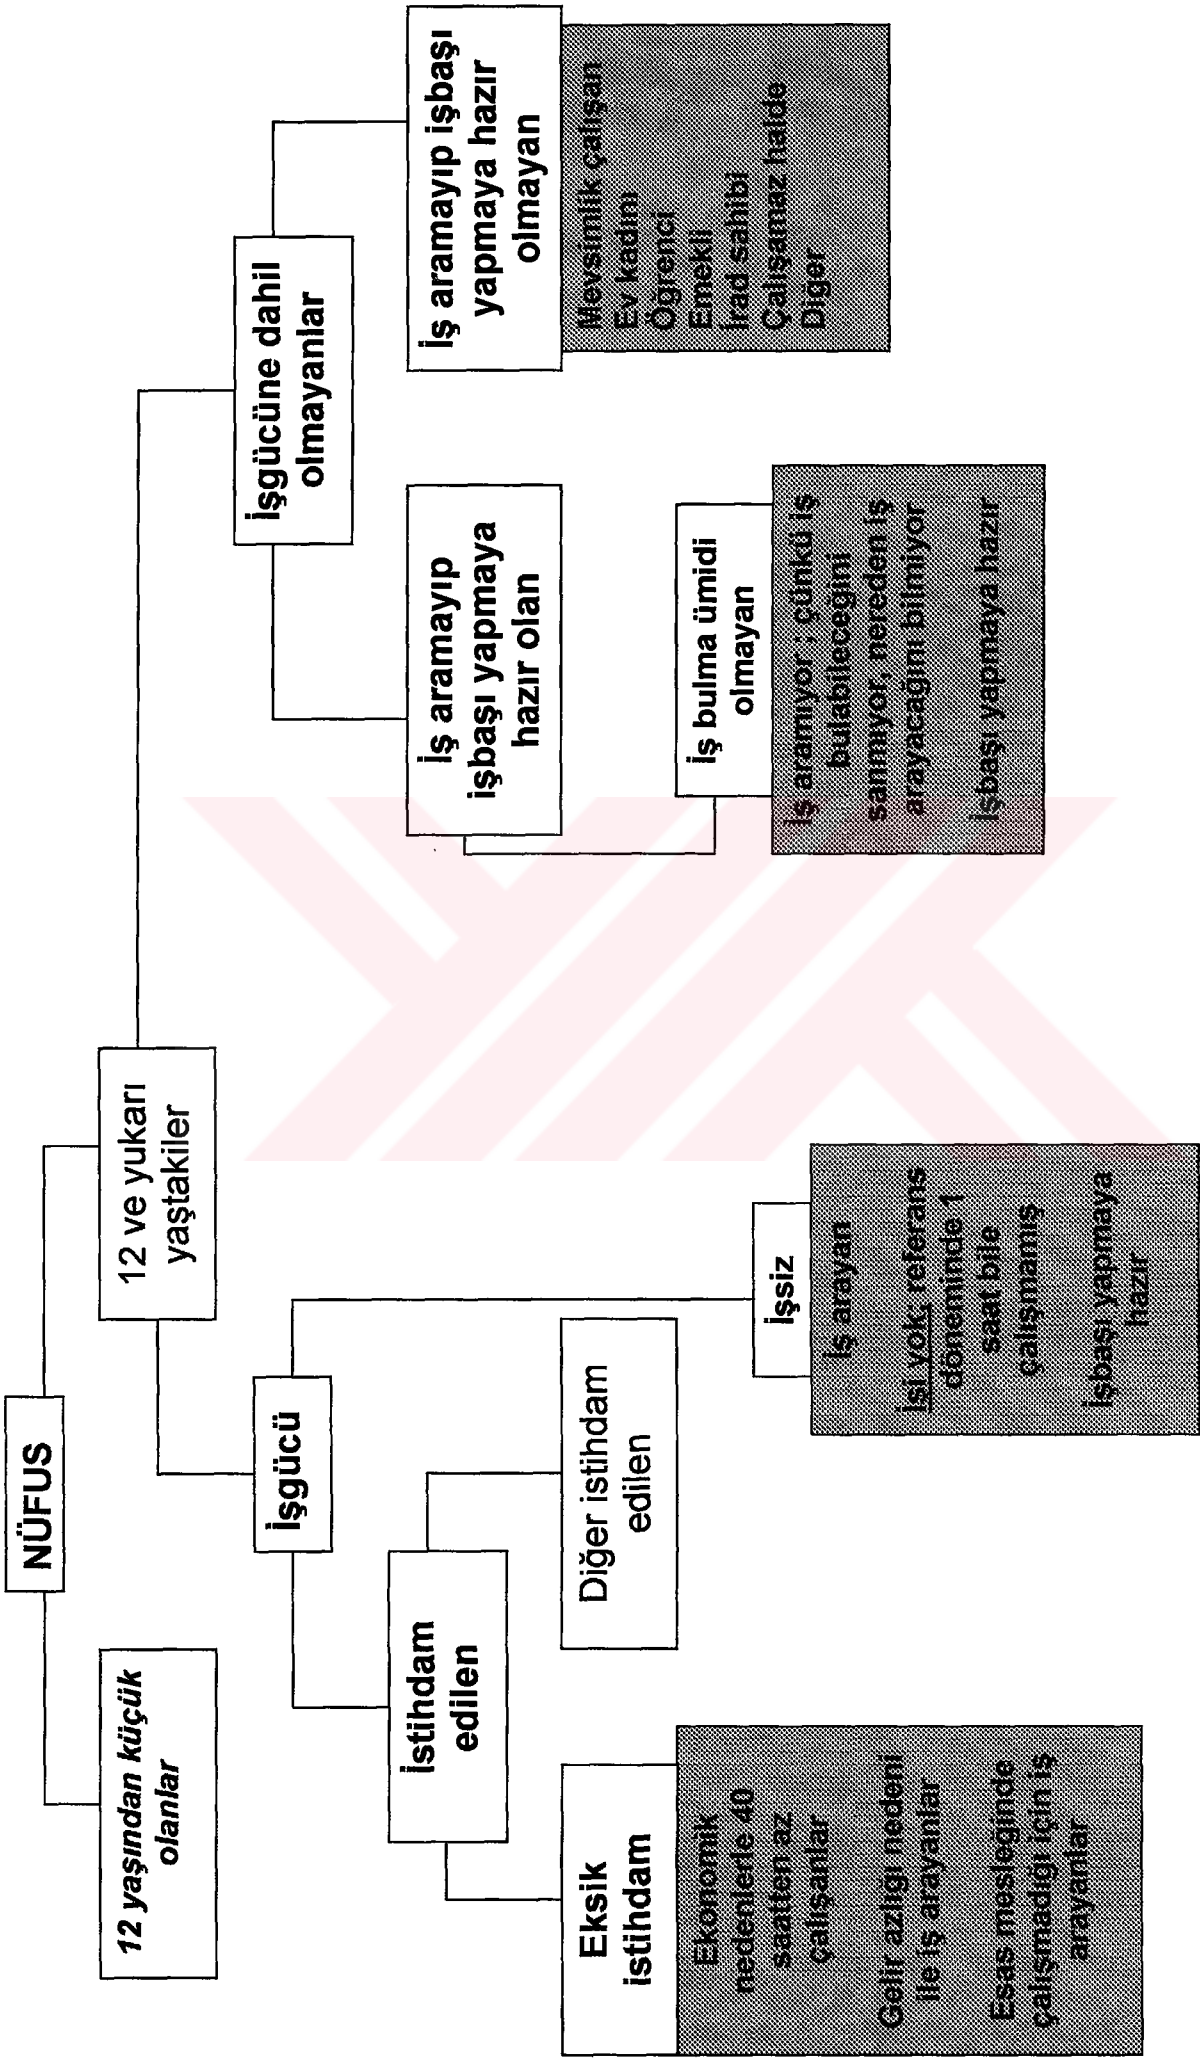 NÜFUS
12 yaşından küçük
olanlar
12 ve yukarı
yaştakiler
İşgücü
İşgücüne dahil
olmayanlar
İstihdam
edilen
İş aramayıp
işbaşı yapmaya
hazır olan
İş aramayıp işbaşı
yapmaya hazır
olmayan
Eksik
istihdam
Ekonomik
nedenlerle 40
saatten az
çalışanlar
Gelir azlığı nedeni
ile iş arayanlar
Esas mesleğinde
çalışmadığı için iş
arayanlar
Diğer istihdam
edilen
İşsiz
İş arayan
İşi yok; referans
döneminde 1
saat bile
çalışmamış
İşbaşı yapmaya
hazır
İş bulma ümidi
olmayan
İş aramıyor ; çünkü iş
bulabileceğini
sanmıyor, nereden iş
arayacağını bilmiyor
İşbaşı yapmaya hazır
Mevsimlik çalışan
Ev kadını
Öğrenci
Emekli
İrad sahibi
Çalışamaz halde
Diğer